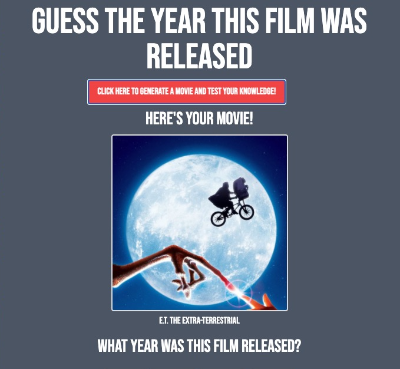 GUESS THE YEAR THIS FILM WAS
RELEASED
CLICK HERE TO GENERATE A MOVIE AND TEST YOUR KNOWLEDGE!
HERE'S YOUR MOVIE!
E.T. THE EXTRA-TERRESTRIAL
WHAT YEAR WAS THIS FILM RELEASED?